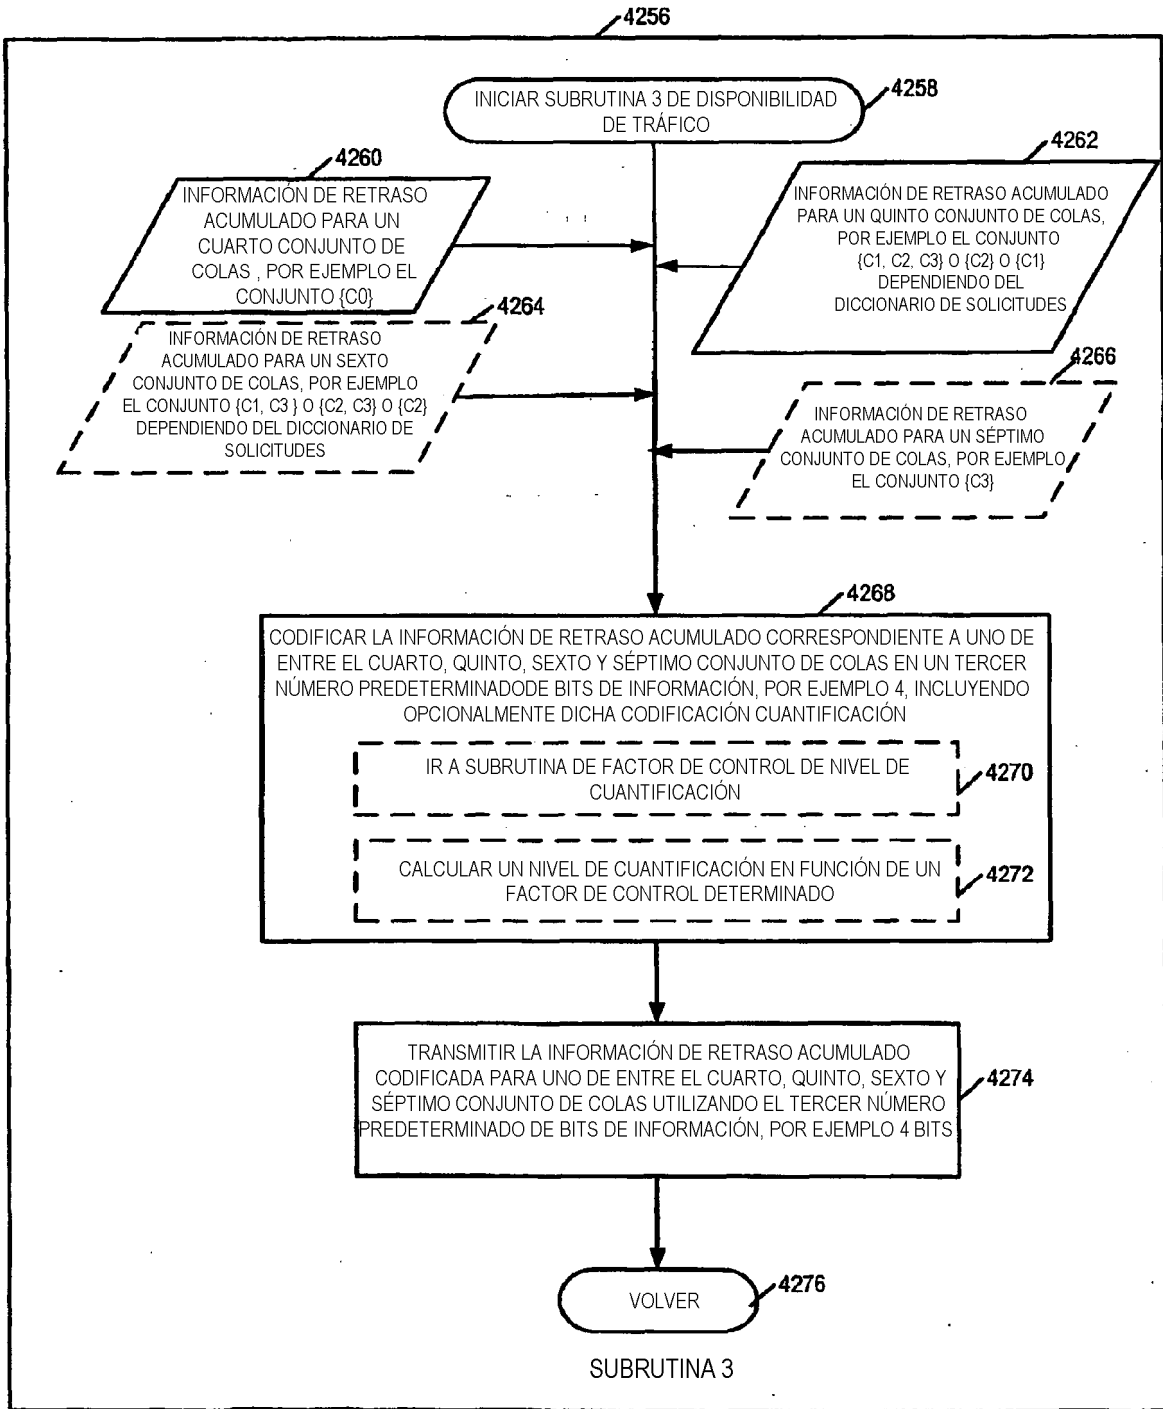 4256
INICIAR SUBRUTINA 3 DE DISPONIBILIDAD
DE TRÁFICO
4258
4260
INFORMACIÓN DE RETRASO
ACUMULADO PARA UN
CUARTO CONJUNTO DE
COLAS , POR EJEMPLO EL
CONJUNTO {C0}
4262
INFORMACIÓN DE RETRASO ACUMULADO
PARA UN QUINTO CONJUNTO DE COLAS,
POR EJEMPLO EL CONJUNTO
{C1, C2, C3} O {C2} O {C1}
DEPENDIENDO DEL
DICCIONARIO DE SOLICITUDES
4264
INFORMACIÓN DE RETRASO
ACUMULADO PARA UN SEXTO
CONJUNTO DE COLAS, POR EJEMPLO
EL CONJUNTO {C1, C3 } O {C2, C3} O {C2}
DEPENDIENDO DEL DICCIONARIO DE
SOLICITUDES
4266
INFORMACIÓN DE RETRASO
ACUMULADO PARA UN SÉPTIMO
CONJUNTO DE COLAS, POR EJEMPLO
EL CONJUNTO {C3}
4268
CODIFICAR LA INFORMACIÓN DE RETRASO ACUMULADO CORRESPONDIENTE A UNO DE
ENTRE EL CUARTO, QUINTO, SEXTO Y SÉPTIMO CONJUNTO DE COLAS EN UN TERCER
NÚMERO PREDETERMINADODE BITS DE INFORMACIÓN, POR EJEMPLO 4, INCLUYENDO
OPCIONALMENTE DICHA CODIFICACIÓN CUANTIFICACIÓN
IR A SUBRUTINA DE FACTOR DE CONTROL DE NIVEL DE
CUANTIFICACIÓN
4270
CALCULAR UN NIVEL DE CUANTIFICACIÓN EN FUNCIÓN DE UN
FACTOR DE CONTROL DETERMINADO
4272
TRANSMITIR LA INFORMACIÓN DE RETRASO ACUMULADO
CODIFICADA PARA UNO DE ENTRE EL CUARTO, QUINTO, SEXTO Y
SÉPTIMO CONJUNTO DE COLAS UTILIZANDO EL TERCER NÚMERO
PREDETERMINADO DE BITS DE INFORMACIÓN, POR EJEMPLO 4 BITS
4274
VOLVER
4276
SUBRUTINA 3